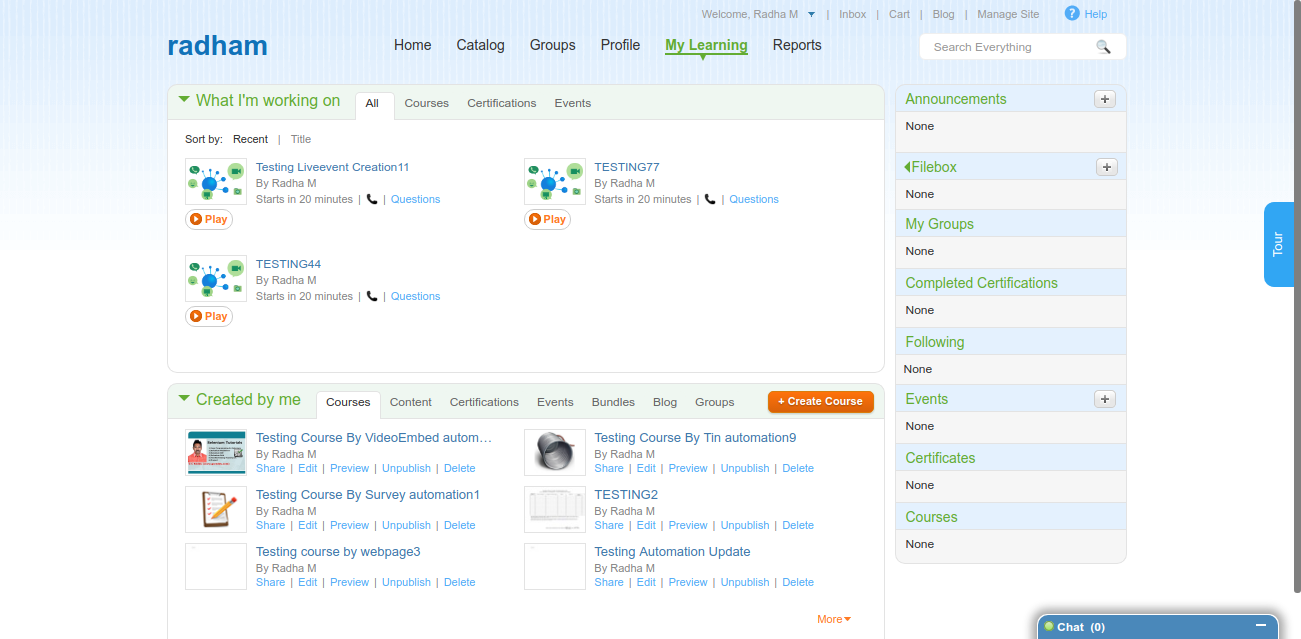 Welcome, Radha M | Inbox | Cart | Blog | Manage Site ? Help
radham
Home Catalog Groups Profile My Learning Reports
Search Everything
What I'm working on All Courses Certifications Events
Sort by: Recent | Title
Testing Liveevent Creation11
By Radha M
Starts in 20 minutes | | Questions
Play
TESTING77
By Radha M
Starts in 20 minutes | | Questions
Play
TESTING44
By Radha M
Starts in 20 minutes | | Questions
Play
Created by me Courses Content Certifications Events Bundles Blog Groups + Create Course
Testing Course By VideoEmbed autom…
By Radha M
Share | Edit | Preview | Unpublish | Delete
Testing Course By Tin automation9
By Radha M
Share | Edit | Preview | Unpublish | Delete
Testing Course By Survey automation1
By Radha M
Share | Edit | Preview | Unpublish | Delete
TESTING2
By Radha M
Share | Edit | Preview | Unpublish | Delete
Testing course by webpage3
By Radha M
Share | Edit | Preview | Unpublish | Delete
Testing Automation Update
By Radha M
Share | Edit | Preview | Unpublish | Delete
More
Announcements +
None
Filebox +
None
My Groups
None
Completed Certifications
None
Following
None
Events +
None
Certificates
None
Courses
None
Tour
Chat (0)